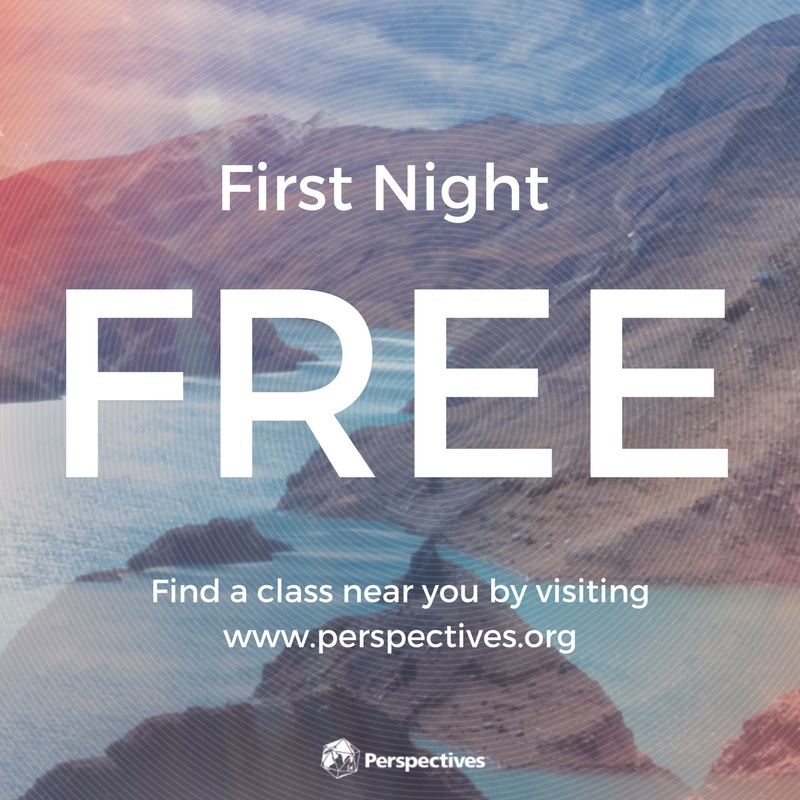 First Night
FREE
Find a class near you by visiting
www.perspectives.org
Perspectives